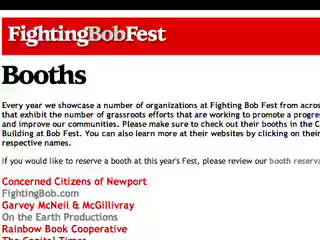 FightingBobFest
Booths
Every year we showcase a number of organizations at Fighting Bob Fest from acros
that exhibit the number of grassroots efforts that are working to promote a progres
and improve our communities. Please make sure to check out their booths in the C
Building at Bob Fest. You can also learn more at their websites by clicking on their
respective names.
If you would like to reserve a booth at this year's Fest, please review our booth reserva
Concerned Citizens of Newport
FightingBob.com
Garvey McNeil & McGillivray
On the Earth Productions
Rainbow Book Cooperative
The Capital Times